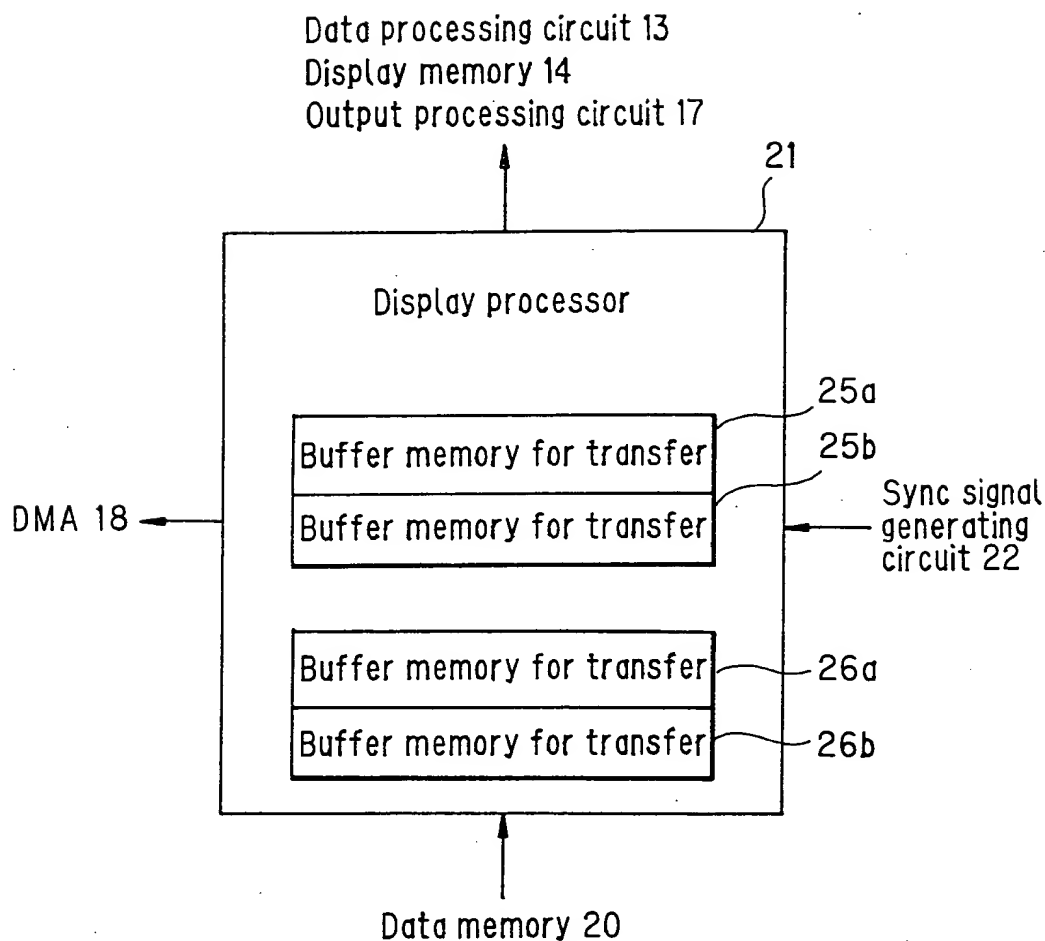 Data processing circuit 13
Display memory 14
Output processing circuit 17
21
Display processor
25a
Buffer memory for transfer
25b
Buffer memory for transfer
DMA 18
Sync signal
generating
circuit 22
Buffer memory for transfer
26a
Buffer memory for transfer
26b
Data memory 20